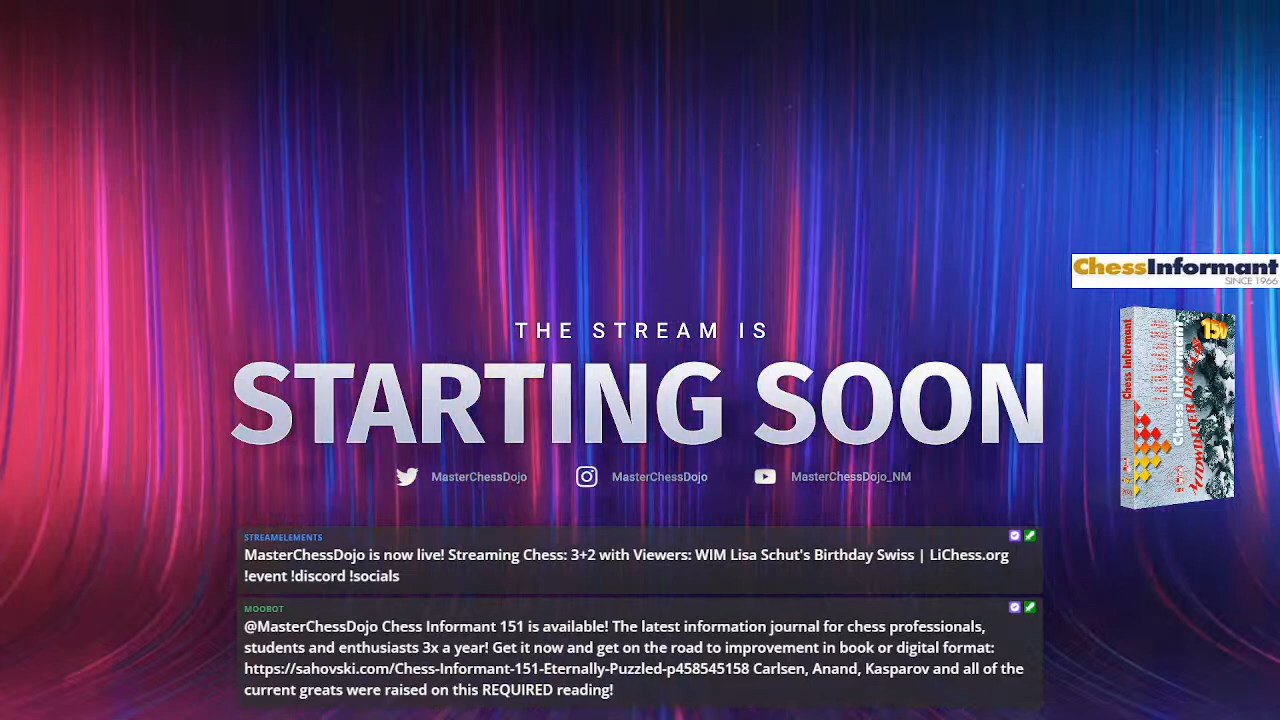 ChessInformant
SINCE 1966
THE STREAM IS
STARTING SOON
MasterChessDojo
MasterChessDojo
MasterChessDojo_NM
Chess Informant
Chess Informant
151
STREAMELEMENTS
MasterChessDojo is now live! Streaming Chess: 3+2 with Viewers: WIM Lisa Schut's Birthday Swiss | LiChess.org
!event !discord !socials
MOOBOT
@MasterChessDojo Chess Informant 151 is available! The latest information journal for chess professionals,
students and enthusiasts 3x a year! Get it now and get on the road to improvement in book or digital format:
https://sahovski.com/Chess-Informant-151-Eternally-Puzzled-p458545158 Carlsen, Anand, Kasparov and all of the
current greats were raised on this REQUIRED reading!